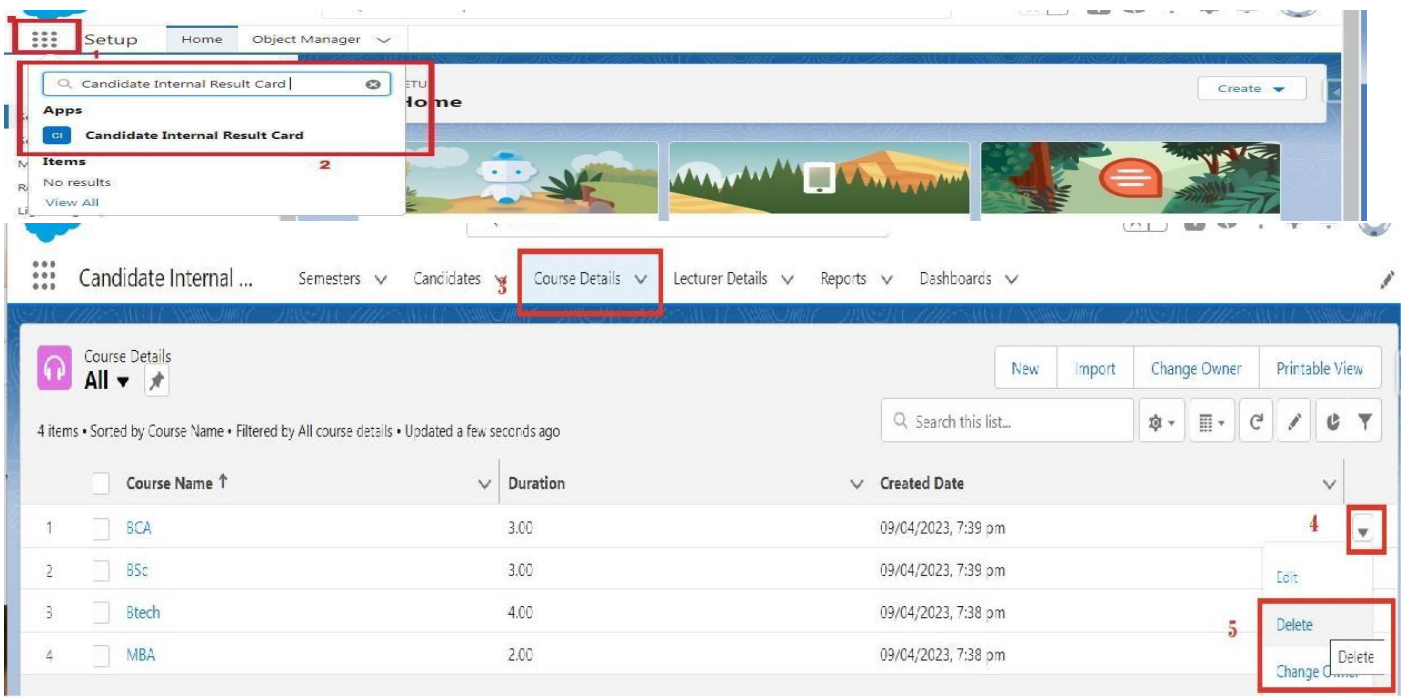 Setup Home Object Manager
1
Candidate Internal Result Card
ETU
Home
Create
Apps
CI Candidate Internal Result Card
Items
2
No results
View All
Candidate Internal ... Semesters Candidates 3 Course Details Lecturer Details Reports Dashboards
Course Details
All
New Import Change Owner Printable View
4 items • Sorted by Course Name • Filtered by All course details • Updated a few seconds ago
Search this list...
Course Name ↑ Duration Created Date
1 BCA 3.00 09/04/2023, 7:39 pm 4
2 BSc 3.00 09/04/2023, 7:39 pm
Edit
3 Btech 4.00 09/04/2023, 7:38 pm
5 Delete
4 MBA 2.00 09/04/2023, 7:38 pm
Delete
Change